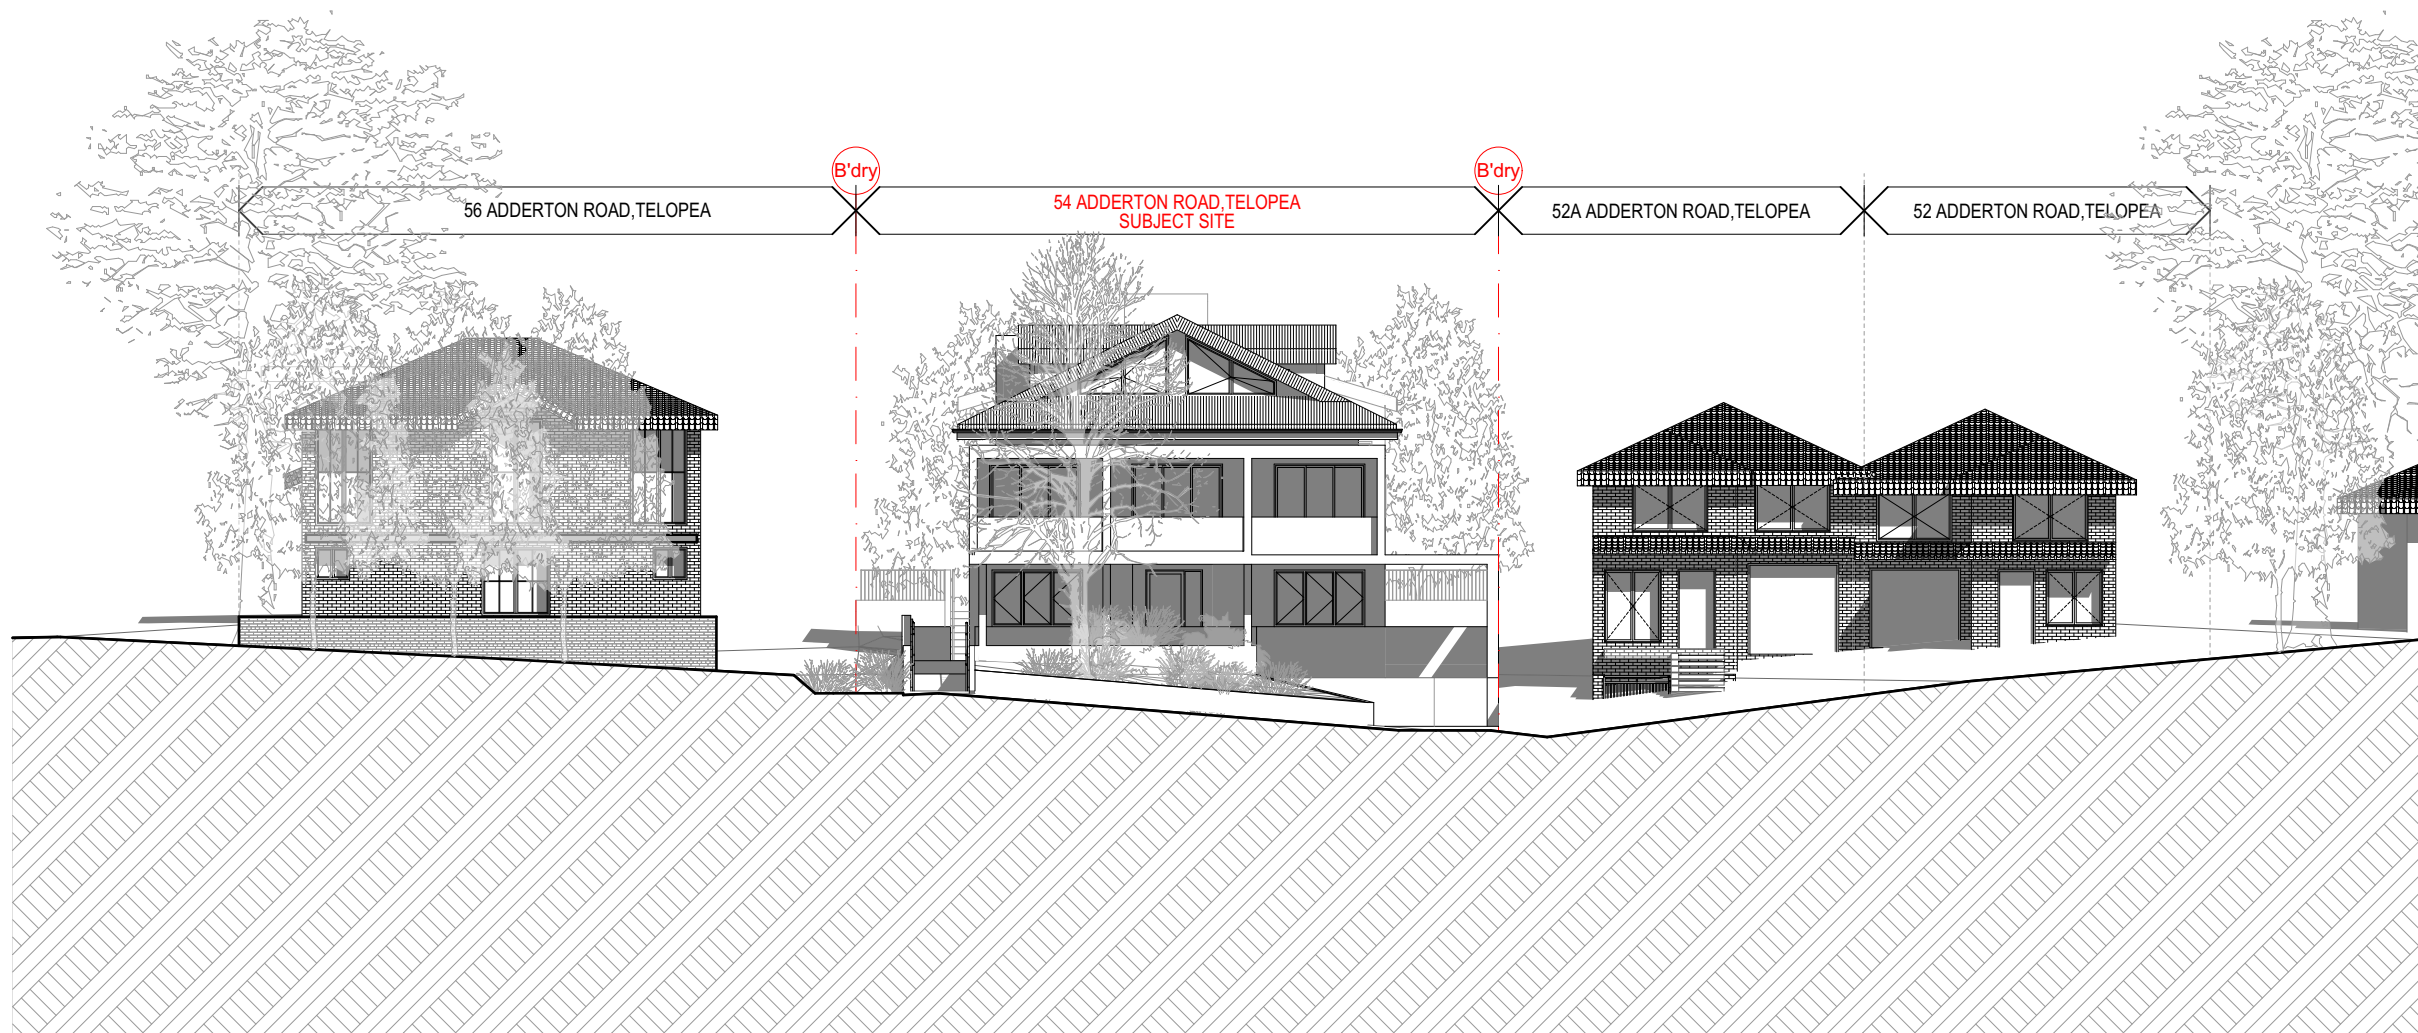 B'dry
B'dry
56 ADDERTON ROAD,TELOPEA
54 ADDERTON ROAD,TELOPEA
SUBJECT SITE
52A ADDERTON ROAD,TELOPEA
52 ADDERTON ROAD,TELOPEA